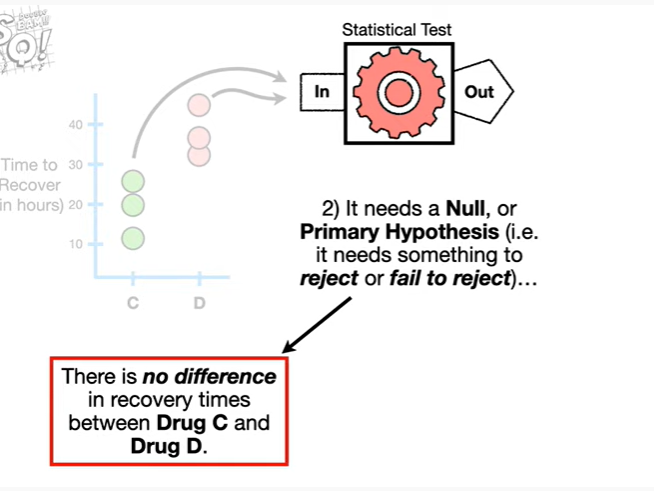 SQ!
Statistical Test
In
Out
40
Time to 30
Recover
in hours) 20
10
C D
2) It needs a Null, or
Primary Hypothesis (i.e.
it needs something to
reject or fail to reject)…
There is no difference
in recovery times
between Drug C and
Drug D.